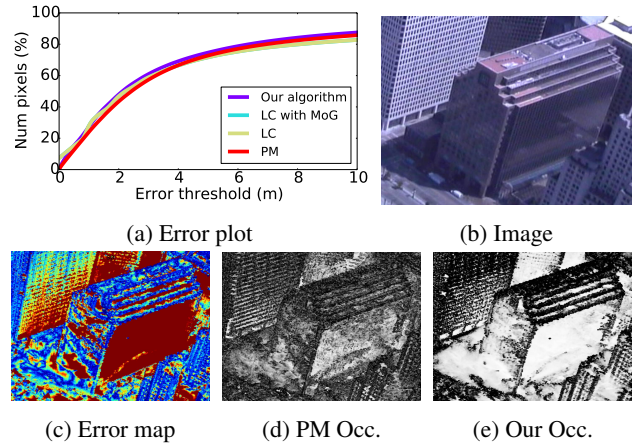 100
80
60
40
20
0
Num pixels (%)
Our algorithm
LC with MoG
LC
PM
0 2 4 6 8 10
Error threshold (m)
(a) Error plot
(b) Image
(c) Error map
(d) PM Occ.
(e) Our Occ.